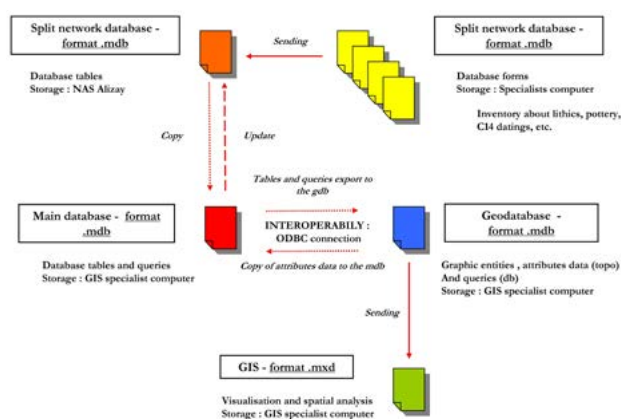 Split network database -
format .mdb
Database tables
Storage : NAS Alizay
Sending
Split network database -
format .mdb
Database forms
Storage : Specialists computer
Inventory about lithics, pottery,
C14 datings, etc.
Copy
Update
Tables and queries export to
the gdb
Main database - format
.mdb
INTEROPERABILY :
ODBC connection
Geodatabase -
format .mdb
Database tables and queries
Storage : GIS specialist computer
Copy of attributes data to the mdb
Graphic entities , attributes data (topo)
And queries (db)
Storage : GIS specialist computer
Sending
GIS - format .mxd
Visualisation and spatial analysis
Storage : GIS specialist computer